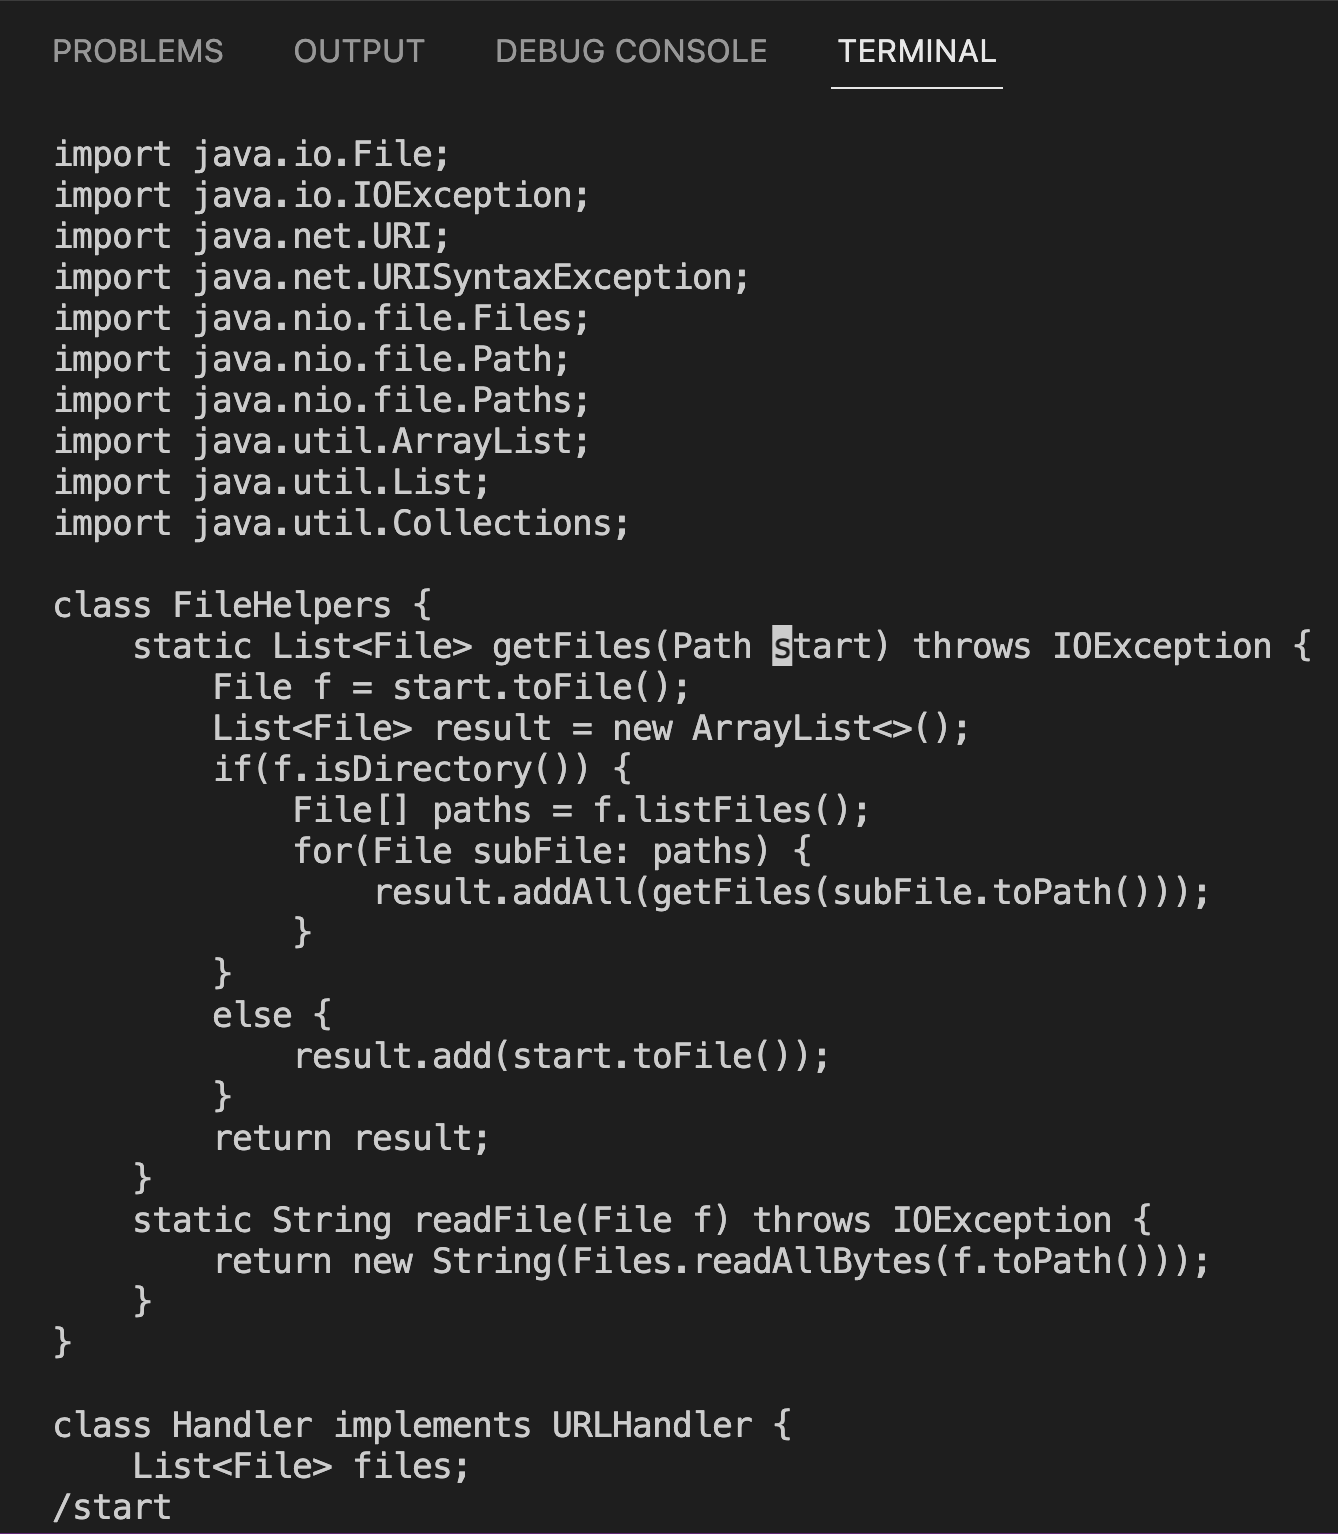 PROBLEMS OUTPUT DEBUG CONSOLE TERMINAL
import java.io.File;
import java.io.IOException;
import java.net.URI;
import java.net.URISyntaxException;
import java.nio.file.Files;
import java.nio.file.Path;
import java.nio.file.Paths;
import java.util.ArrayList;
import java.util.List;
import java.util.Collections;

class FileHelpers {
    static List<File> getFiles(Path start) throws IOException {
        File f = start.toFile();
        List<File> result = new ArrayList<>();
        if(f.isDirectory()) {
            File[] paths = f.listFiles();
            for(File subFile: paths) {
                result.addAll(getFiles(subFile.toPath()));
            }
        }
        else {
            result.add(start.toFile());
        }
        return result;
    }
    static String readFile(File f) throws IOException {
        return new String(Files.readAllBytes(f.toPath()));
    }
}

class Handler implements URLHandler {
    List<File> files;
/start